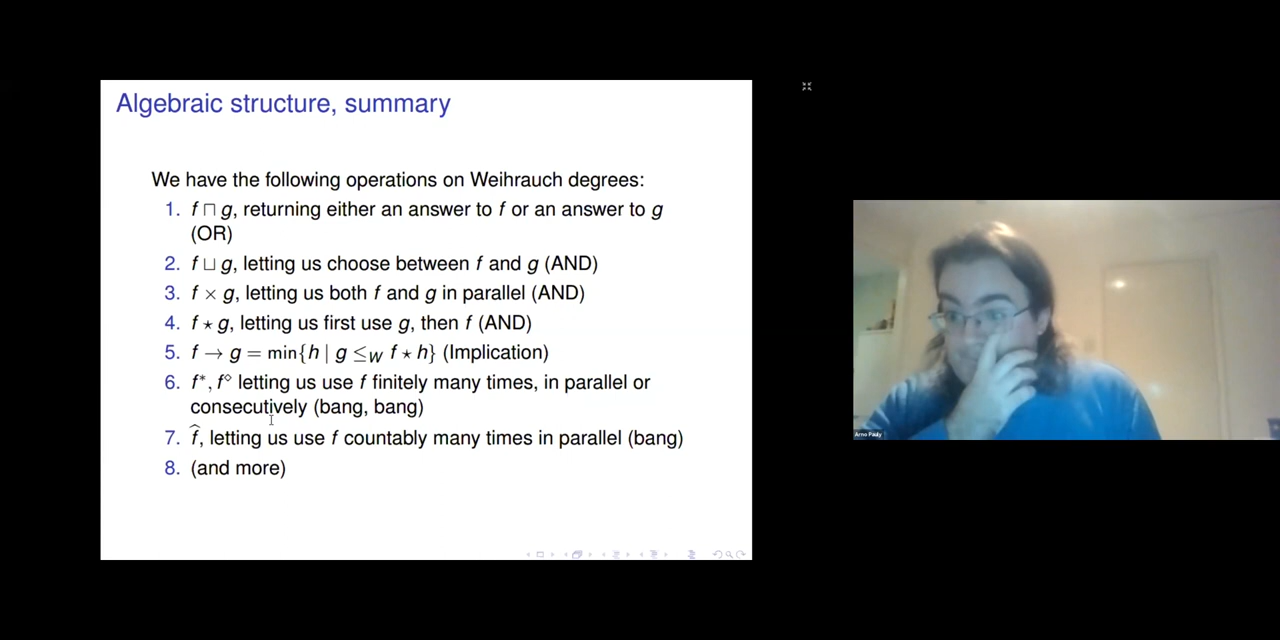 Algebraic structure, summary
We have the following operations on Weihrauch degrees:
1. f ⊓ g, returning either an answer to f or an answer to g
(OR)
2. f ⊔ g, letting us choose between f and g (AND)
3. f × g, letting us both f and g in parallel (AND)
4. f ⋆ g, letting us first use g, then f (AND)
5. f → g = min{h | g ≤W f ⋆ h} (Implication)
6. f*, f⋄ letting us use f finitely many times, in parallel or
consecutively (bang, bang)
7. f̂, letting us use f countably many times in parallel (bang)
8. (and more)
Arno Pauly